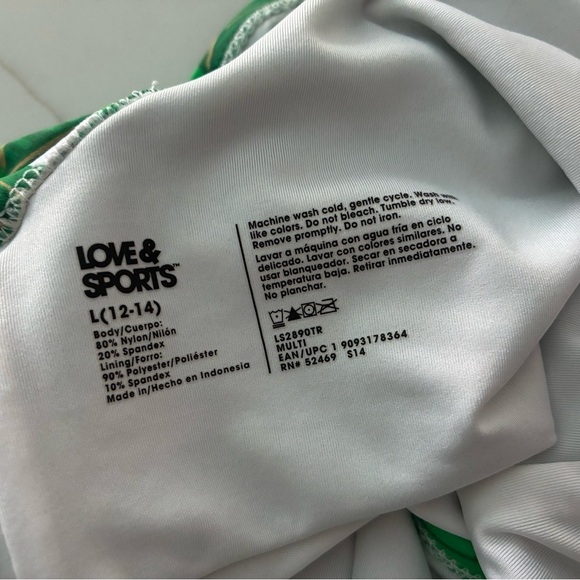 LOVE &
SPORTS™
L(12-14)
Body/Cuerpo:
80% Nylon/Nilón
20% Spandex
Lining/Forro:
90% Polyester/Poliéster
10% Spandex
Made in/Hecho en Indonesia
Machine wash cold, gentle cycle. Wash
like colors. Do not bleach. Tumble dry low.
Remove promptly. Do not iron.
Lavar a máquina con agua fría en ciclo
delicado. Lavar con colores similares. No
usar blanqueador. Secar en secadora a
temperatura baja. Retirar inmediatamente.
No planchar.
LS2890TR
MULTI
EAN/UPC 1 9093178364
RN# 52469 S14